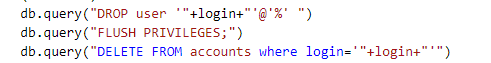 db.query("DROP user '"+login+"'@'%' ")
db.query("FLUSH PRIVILEGES;")
db.query("DELETE FROM accounts where login='"+login+"'")